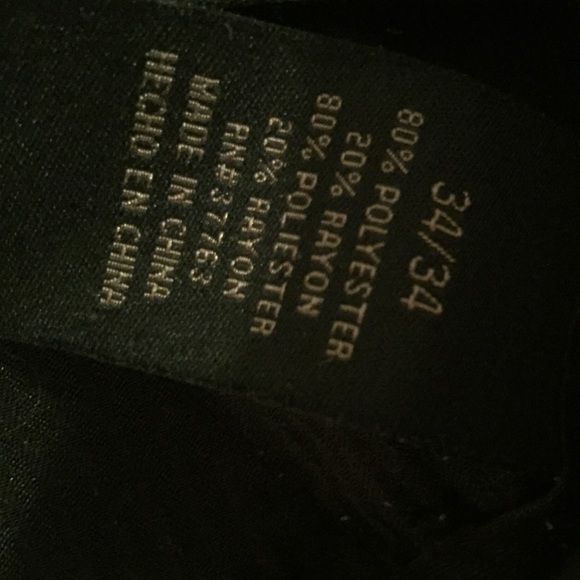 34/34
80% POLYESTER
20% RAYON
80% POLIESTER
20% RAYON
RN#37763
MADE IN CHINA
HECHO EN CHINA